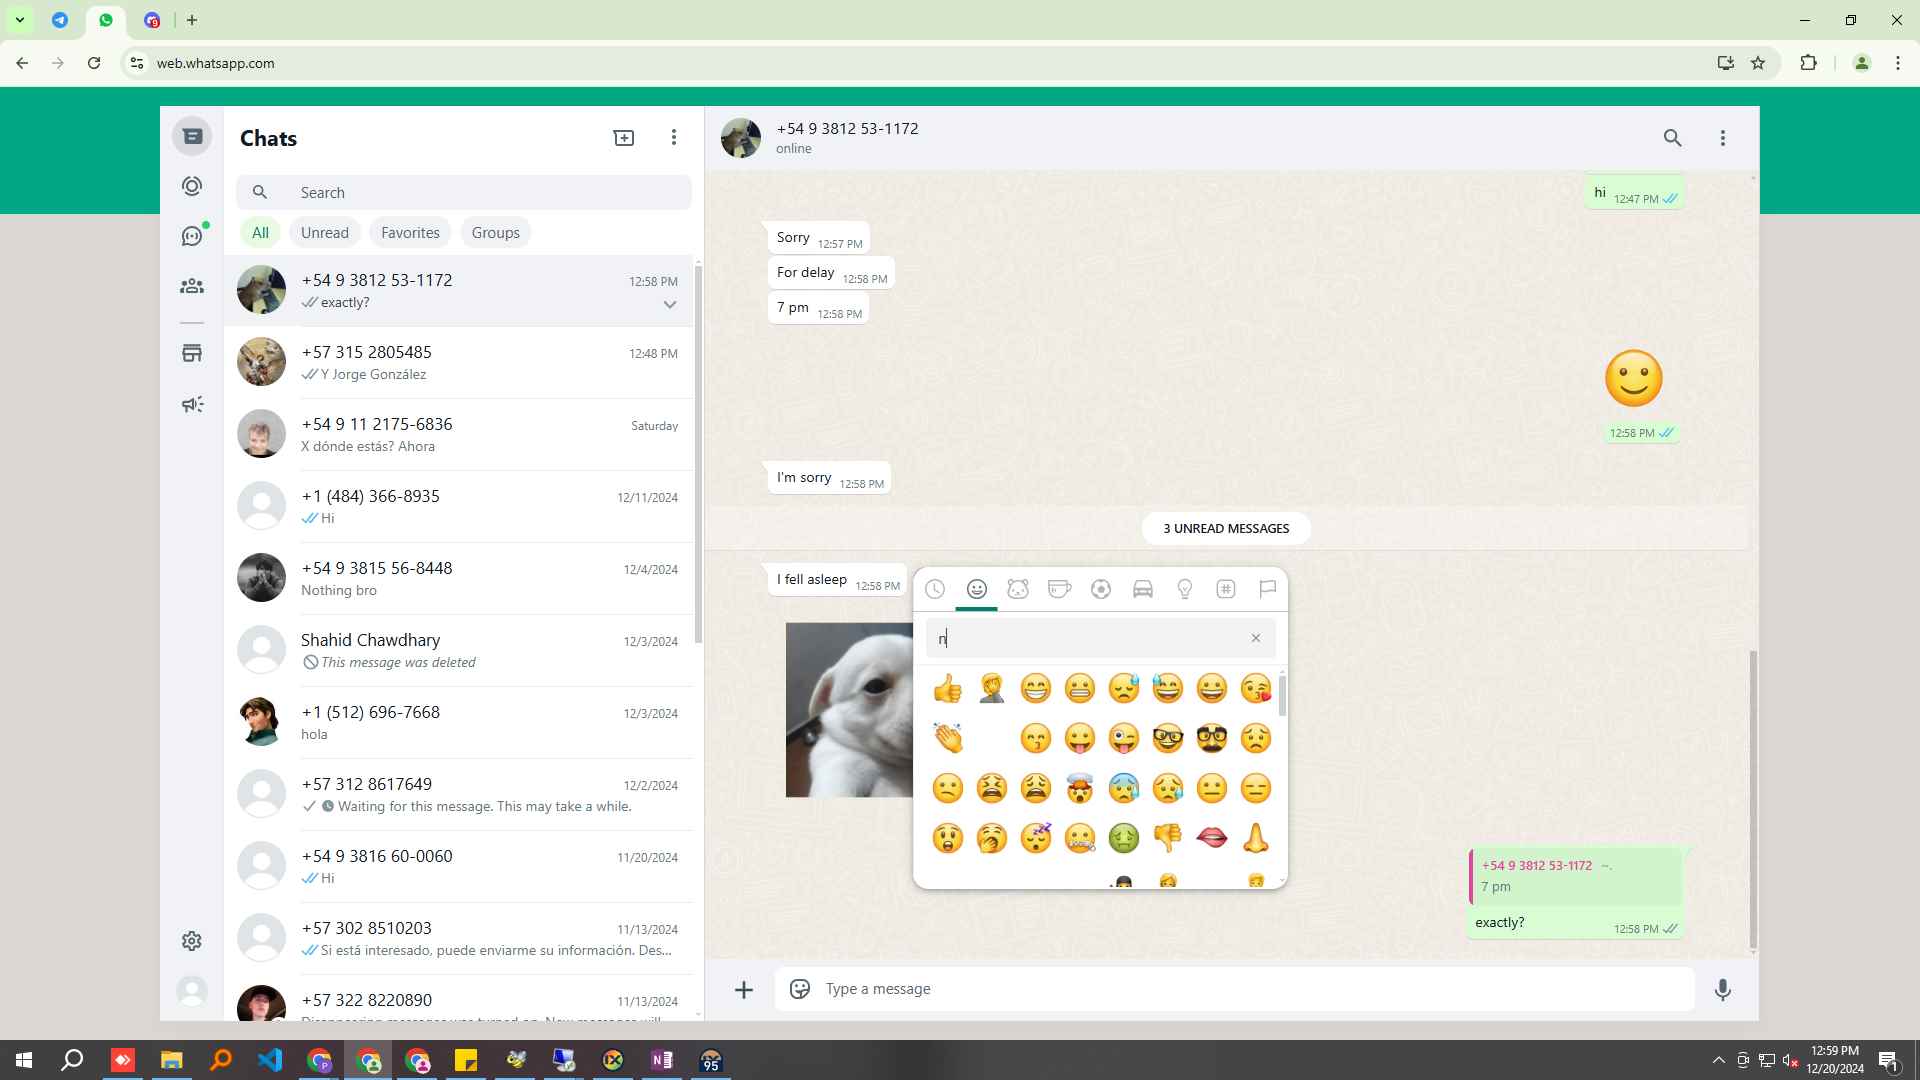 9
web.whatsapp.com
Chats
Search
All
Unread
Favorites
Groups
+54 9 3812 53-1172
12:58 PM
exactly?
+57 315 2805485
12:48 PM
Y Jorge González
+54 9 11 2175-6836
Saturday
X dónde estás? Ahora
+1 (484) 366-8935
12/11/2024
Hi
+54 9 3815 56-8448
12/4/2024
Nothing bro
Shahid Chawdhary
12/3/2024
This message was deleted
+1 (512) 696-7668
12/3/2024
hola
+57 312 8617649
12/2/2024
Waiting for this message. This may take a while.
+54 9 3816 60-0060
11/20/2024
Hi
+57 302 8510203
11/13/2024
Si está interesado, puede enviarme su información. Des...
+57 322 8220890
11/13/2024
+54 9 3812 53-1172
online
hi 12:47 PM
Sorry 12:57 PM
For delay 12:58 PM
7 pm 12:58 PM
12:58 PM
I'm sorry 12:58 PM
3 UNREAD MESSAGES
I fell asleep 12:58 PM
n
+54 9 3812 53-1172 ~.
7 pm
exactly?
12:58 PM
Type a message
P
95
12:59 PM
12/20/2024
1